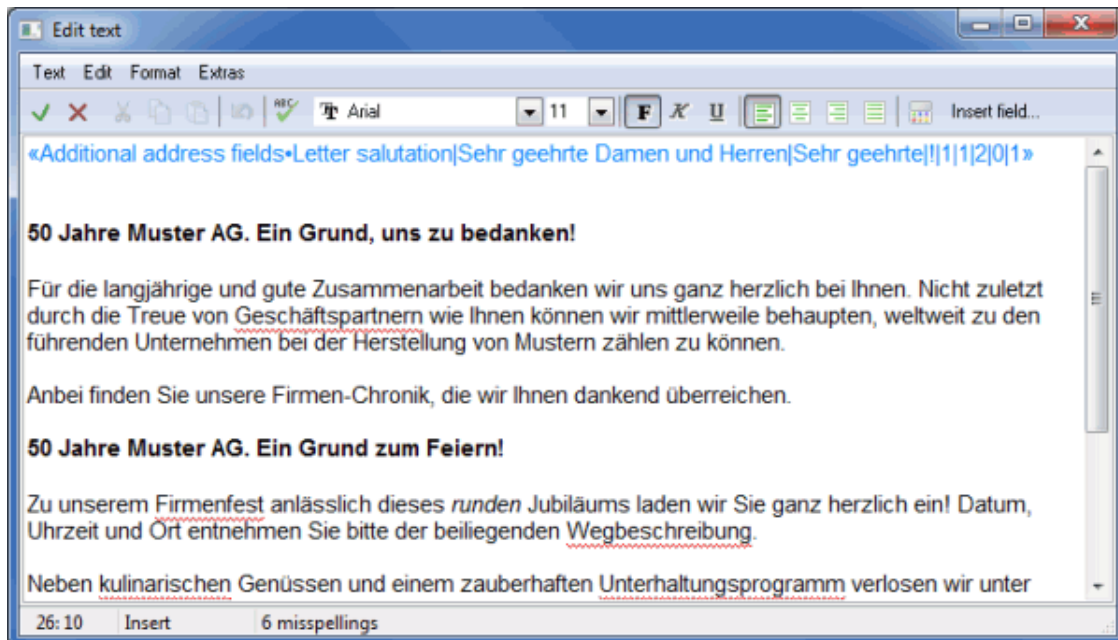 Edit text
Text Edit Format Extras
ABC Arial 11 F K U Insert field...
«Additional address fields•Letter salutation|Sehr geehrte Damen und Herren|Sehr geehrte|!|1|1|2|0|1»
50 Jahre Muster AG. Ein Grund, uns zu bedanken!
Für die langjährige und gute Zusammenarbeit bedanken wir uns ganz herzlich bei Ihnen. Nicht zuletzt
durch die Treue von Geschäftspartnern wie Ihnen können wir mittlerweile behaupten, weltweit zu den
führenden Unternehmen bei der Herstellung von Mustern zählen zu können.
Anbei finden Sie unsere Firmen-Chronik, die wir Ihnen dankend überreichen.
50 Jahre Muster AG. Ein Grund zum Feiern!
Zu unserem Firmenfest anlässlich dieses runden Jubiläums laden wir Sie ganz herzlich ein! Datum,
Uhrzeit und Ort entnehmen Sie bitte der beiliegenden Wegbeschreibung.
Neben kulinarischen Genüssen und einem zauberhaften Unterhaltungsprogramm verlosen wir unter
26:10 Insert 6 misspellings